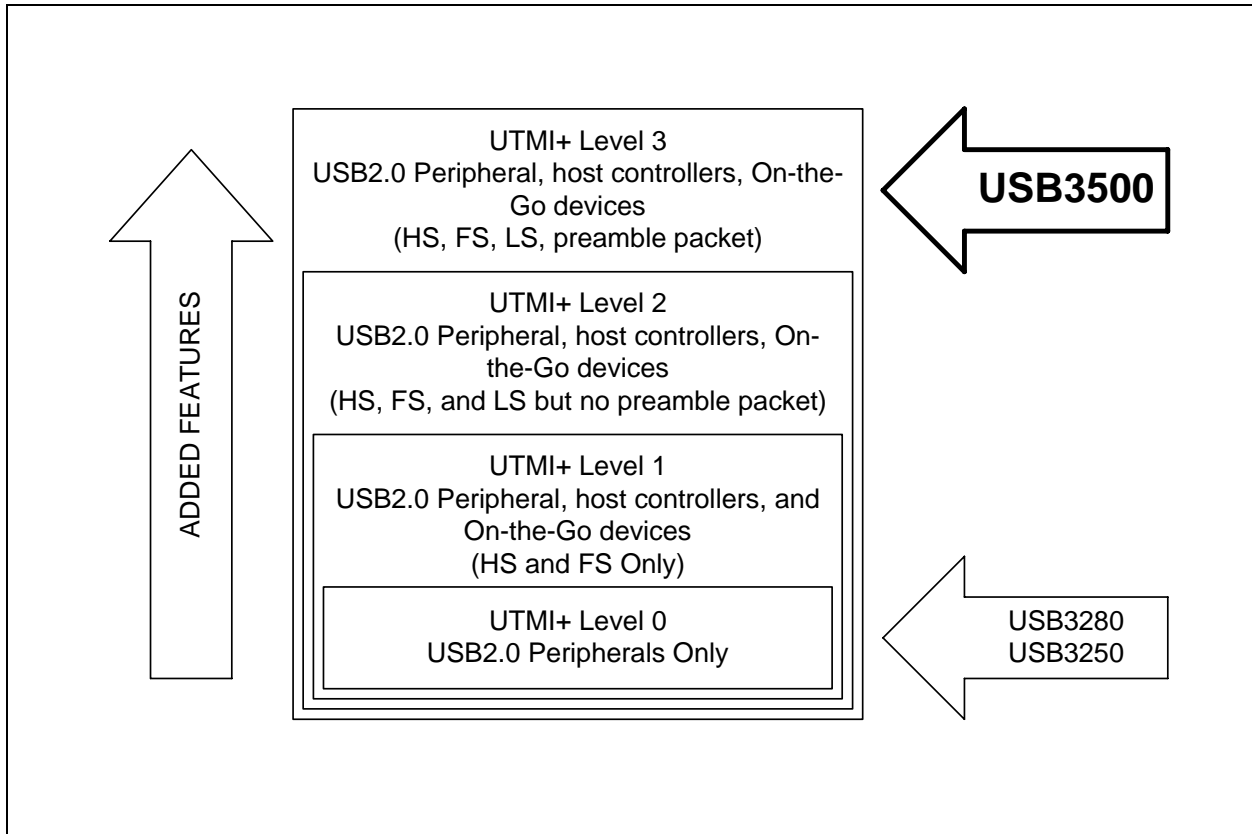 UTMI+ Level 3
USB2.0 Peripheral, host controllers, On-the-
Go devices
(HS, FS, LS, preamble packet)
USB3500
ADDED FEATURES
UTMI+ Level 2
USB2.0 Peripheral, host controllers, On-
the-Go devices
(HS, FS, and LS but no preamble packet)
UTMI+ Level 1
USB2.0 Peripheral, host controllers, and
On-the-Go devices
(HS and FS Only)
UTMI+ Level 0
USB2.0 Peripherals Only
USB3280
USB3250